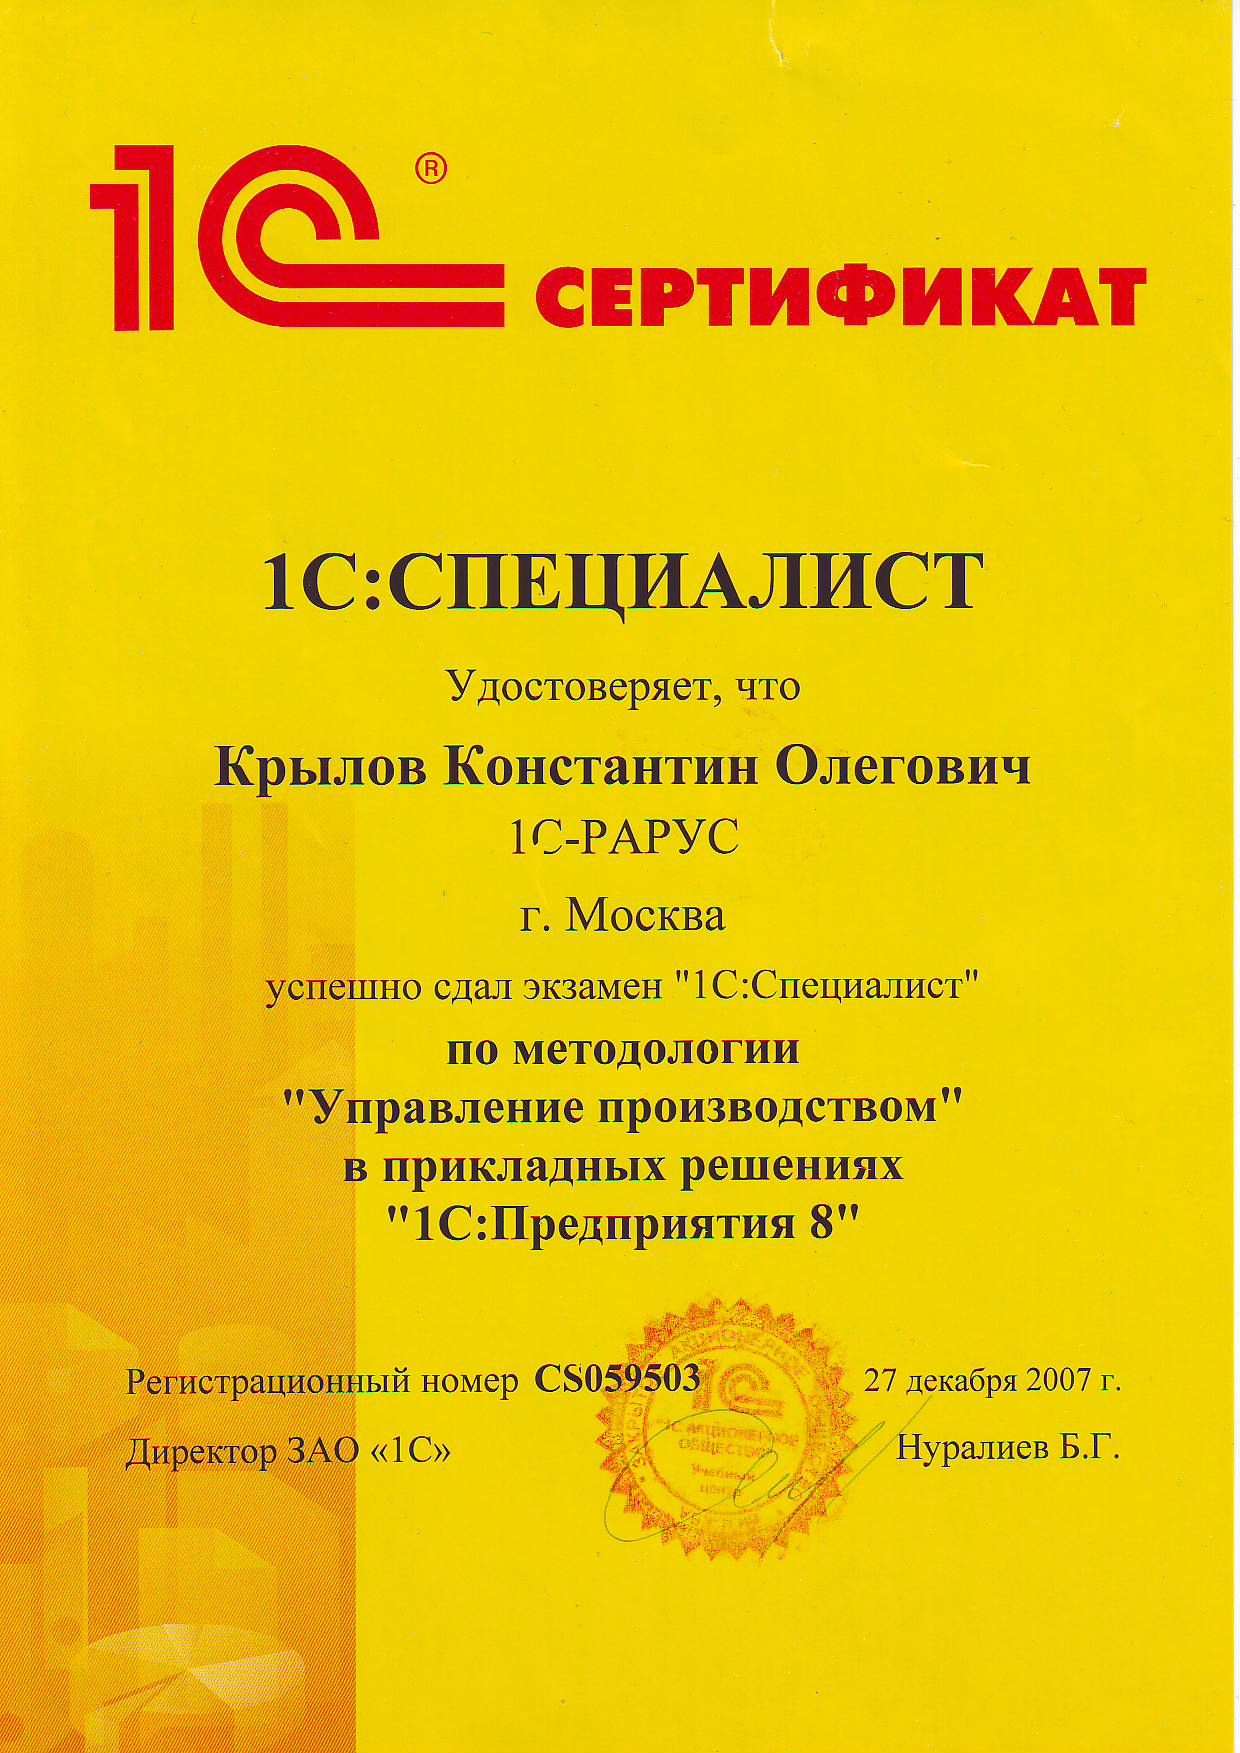 1С® СЕРТИФИКАТ
1С:СПЕЦИАЛИСТ
Удостоверяет, что
Крылов Константин Олегович
1С-РАРУС
г. Москва
успешно сдал экзамен "1С:Специалист"
по методологии
"Управление производством"
в прикладных решениях
"1С:Предприятия 8"
Регистрационный номер CS059503
27 декабря 2007 г.
Директор ЗАО «1С»
Нуралиев Б.Г.
АКЦИОНЕРНОЕ
1С
1С АКЦИОНЕРНОЕ
ОБЩЕСТВО
Учебный
центр